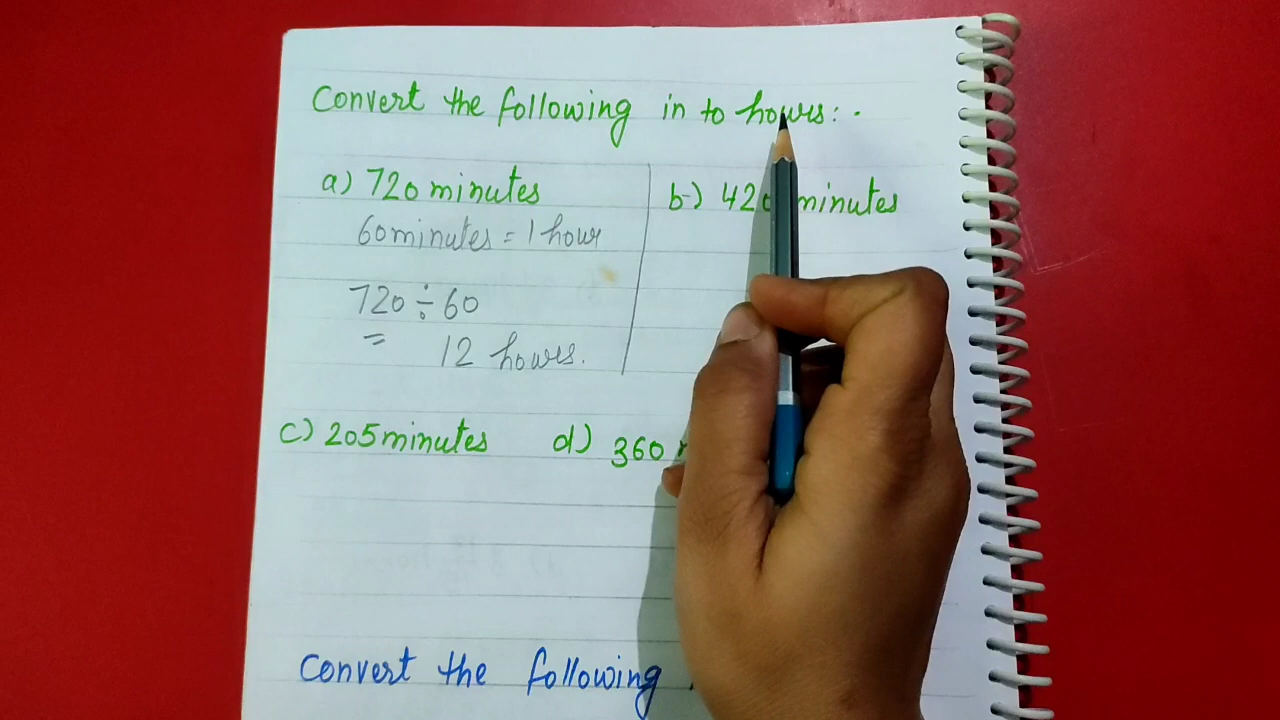 Convert the following in to hours:-
a) 720 minutes
60 minutes = 1 hour
720 ÷ 60
= 12 hours.
b) 420 minutes
c) 205 minutes d) 360
Convert the following